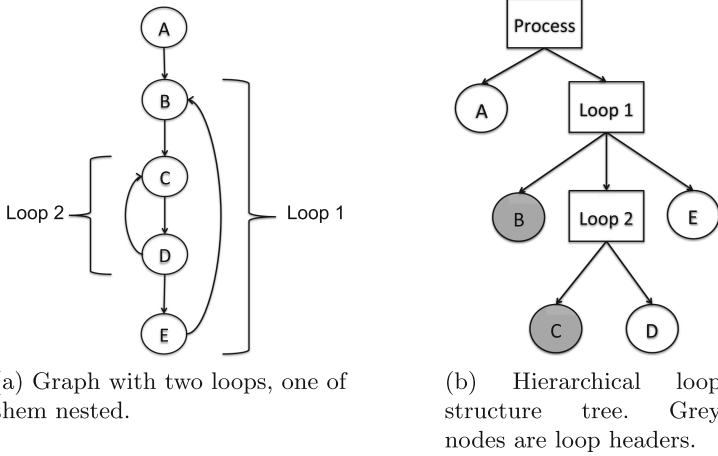 A
B
C
Loop 2
Loop 1
D
E
(a) Graph with two loops, one of
them nested.
Process
A
Loop 1
B
Loop 2
E
C
D
(b) Hierarchical loop
structure tree. Grey
nodes are loop headers.